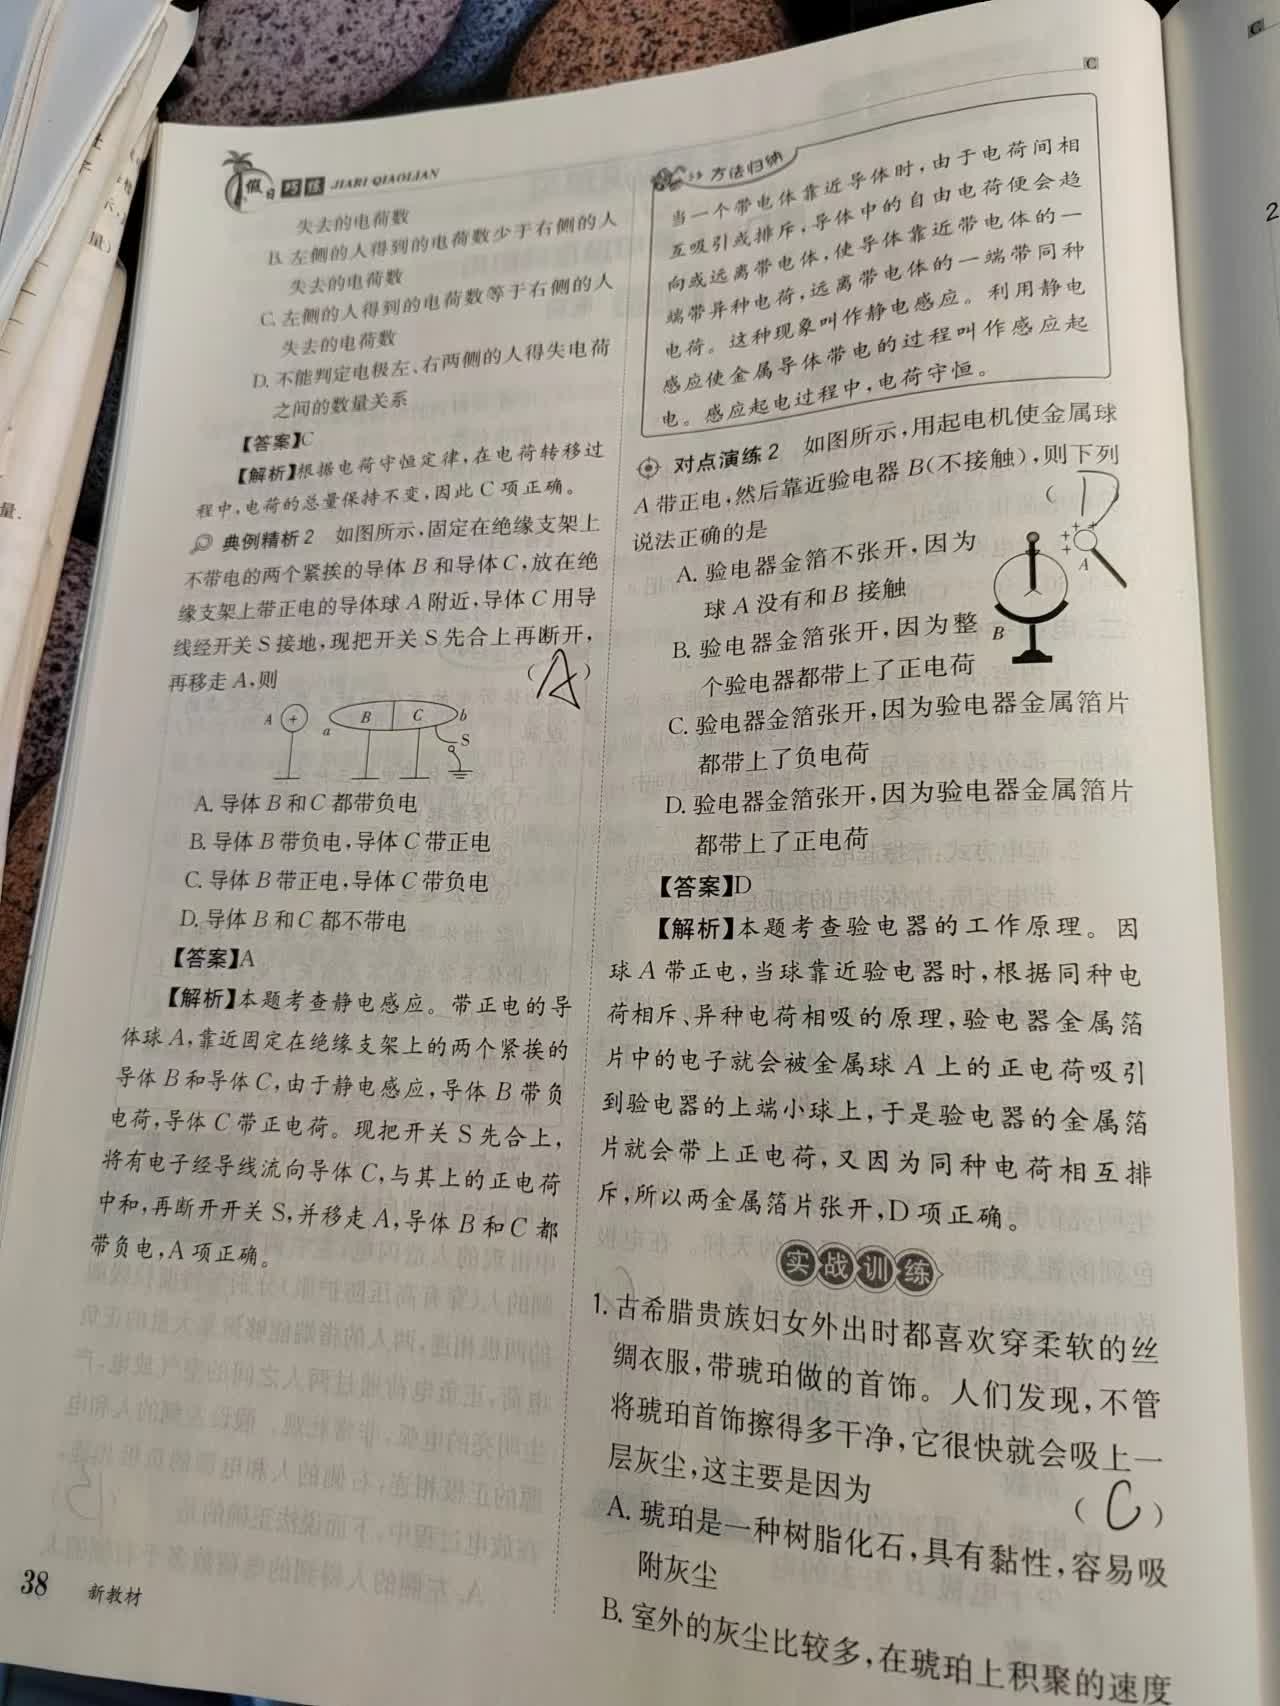 假日巧练 JIARI QIAOLIAN
失去的电荷数
B. 左侧的人得到的电荷数少于右侧的人
失去的电荷数
C. 左侧的人得到的电荷数等于右侧的人
失去的电荷数
D. 不能判定电极左、右两侧的人得失电荷
之间的数量关系
【答案】C
【解析】根据电荷守恒定律,在电荷转移过
程中,电荷的总量保持不变,因此 C 项正确。
典例精析2 如图所示,固定在绝缘支架上
不带电的两个紧挨的导体 B 和导体 C,放在绝
缘支架上带正电的导体球 A 附近,导体 C 用导
线经开关 S 接地,现把开关 S 先合上再断开,
再移走 A,则 (A)
A + B C a b S
A. 导体 B 和 C 都带负电
B. 导体 B 带负电,导体 C 带正电
C. 导体 B 带正电,导体 C 带负电
D. 导体 B 和 C 都不带电
【答案】A
【解析】本题考查静电感应。带正电的导
体球 A,靠近固定在绝缘支架上的两个紧挨的
导体 B 和导体 C,由于静电感应,导体 B 带负
电荷,导体 C 带正电荷。现把开关 S 先合上,
将有电子经导线流向导体 C,与其上的正电荷
中和,再断开开关 S,并移走 A,导体 B 和 C 都
带负电,A 项正确。
38 新教材
C
方法归纳
当一个带电体靠近导体时,由于电荷间相
互吸引或排斥,导体中的自由电荷便会趋
向或远离带电体,使导体靠近带电体的一
端带异种电荷,远离带电体的一端带同种
电荷。这种现象叫作静电感应。利用静电
感应使金属导体带电的过程叫作感应起
电。感应起电过程中,电荷守恒。
对点演练2 如图所示,用起电机使金属球
A 带正电,然后靠近验电器 B(不接触),则下列
说法正确的是 (D)
A. 验电器金箔不张开,因为
球 A 没有和 B 接触
B. 验电器金箔张开,因为整
个验电器都带上了正电荷
B + + + + A
C. 验电器金箔张开,因为验电器金属箔片
都带上了负电荷
D. 验电器金箔张开,因为验电器金属箔片
都带上了正电荷
【答案】D
【解析】本题考查验电器的工作原理。因
球 A 带正电,当球靠近验电器时,根据同种电
荷相斥、异种电荷相吸的原理,验电器金属箔
片中的电子就会被金属球 A 上的正电荷吸引
到验电器的上端小球上,于是验电器的金属箔
片就会带上正电荷,又因为同种电荷相互排
斥,所以两金属箔片张开,D 项正确。
实战训练
1. 古希腊贵族妇女外出时都喜欢穿柔软的丝
绸衣服,带琥珀做的首饰。人们发现,不管
将琥珀首饰擦得多干净,它很快就会吸上一
层灰尘,这主要是因为 (C)
A. 琥珀是一种树脂化石,具有黏性,容易吸
附灰尘
B. 室外的灰尘比较多,在琥珀上积聚的速度
C
2
量.